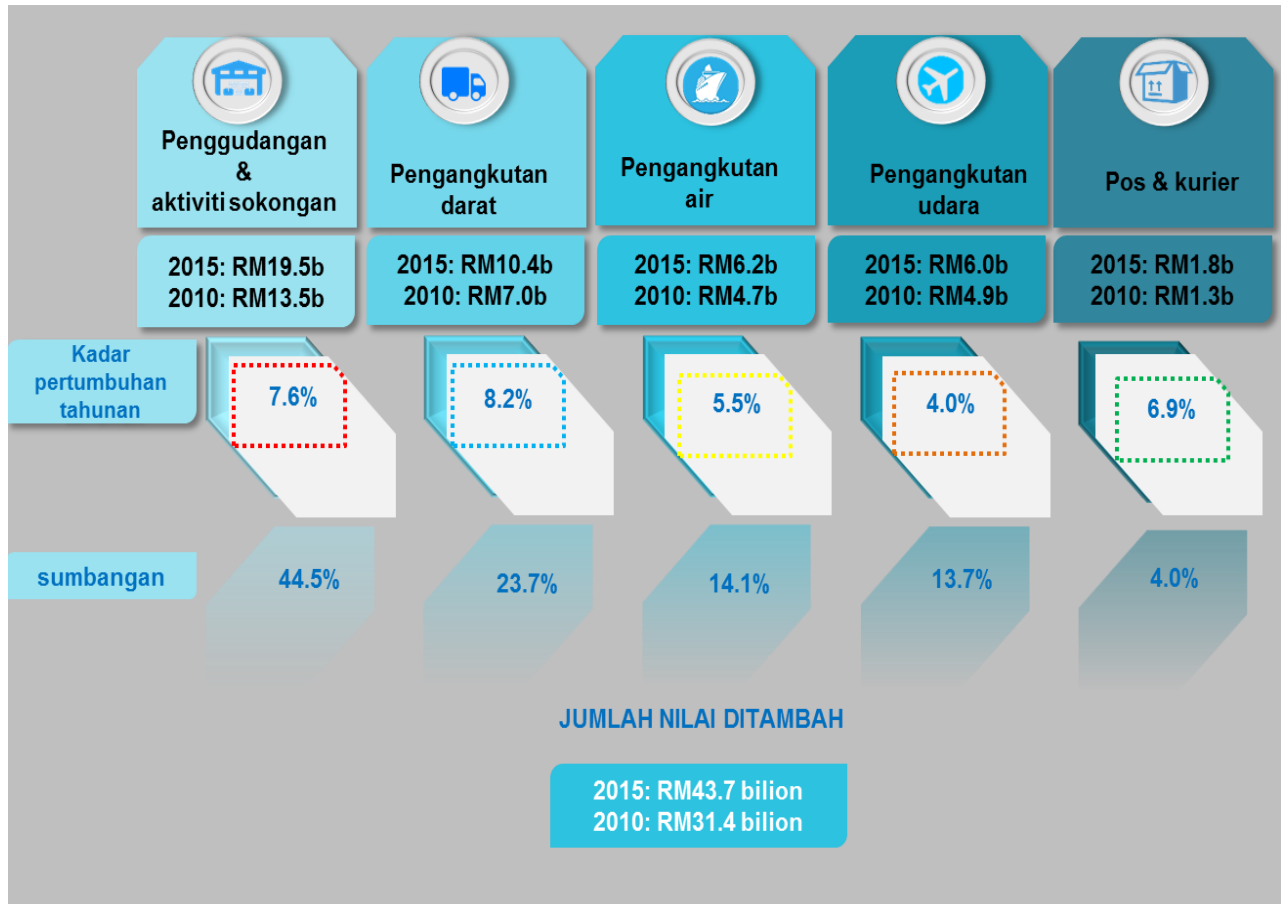 Penggudangan
&
aktiviti sokongan
Pengangkutan
darat
Pengangkutan
air
Pengangkutan
udara
Pos & kurier
2015: RM19.5b
2010: RM13.5b
2015: RM10.4b
2010: RM7.0b
2015: RM6.2b
2010: RM4.7b
2015: RM6.0b
2010: RM4.9b
2015: RM1.8b
2010: RM1.3b
Kadar
pertumbuhan
tahunan
7.6%
8.2%
5.5%
4.0%
6.9%
sumbangan
44.5%
23.7%
14.1%
13.7%
4.0%
JUMLAH NILAI DITAMBAH
2015: RM43.7 bilion
2010: RM31.4 bilion